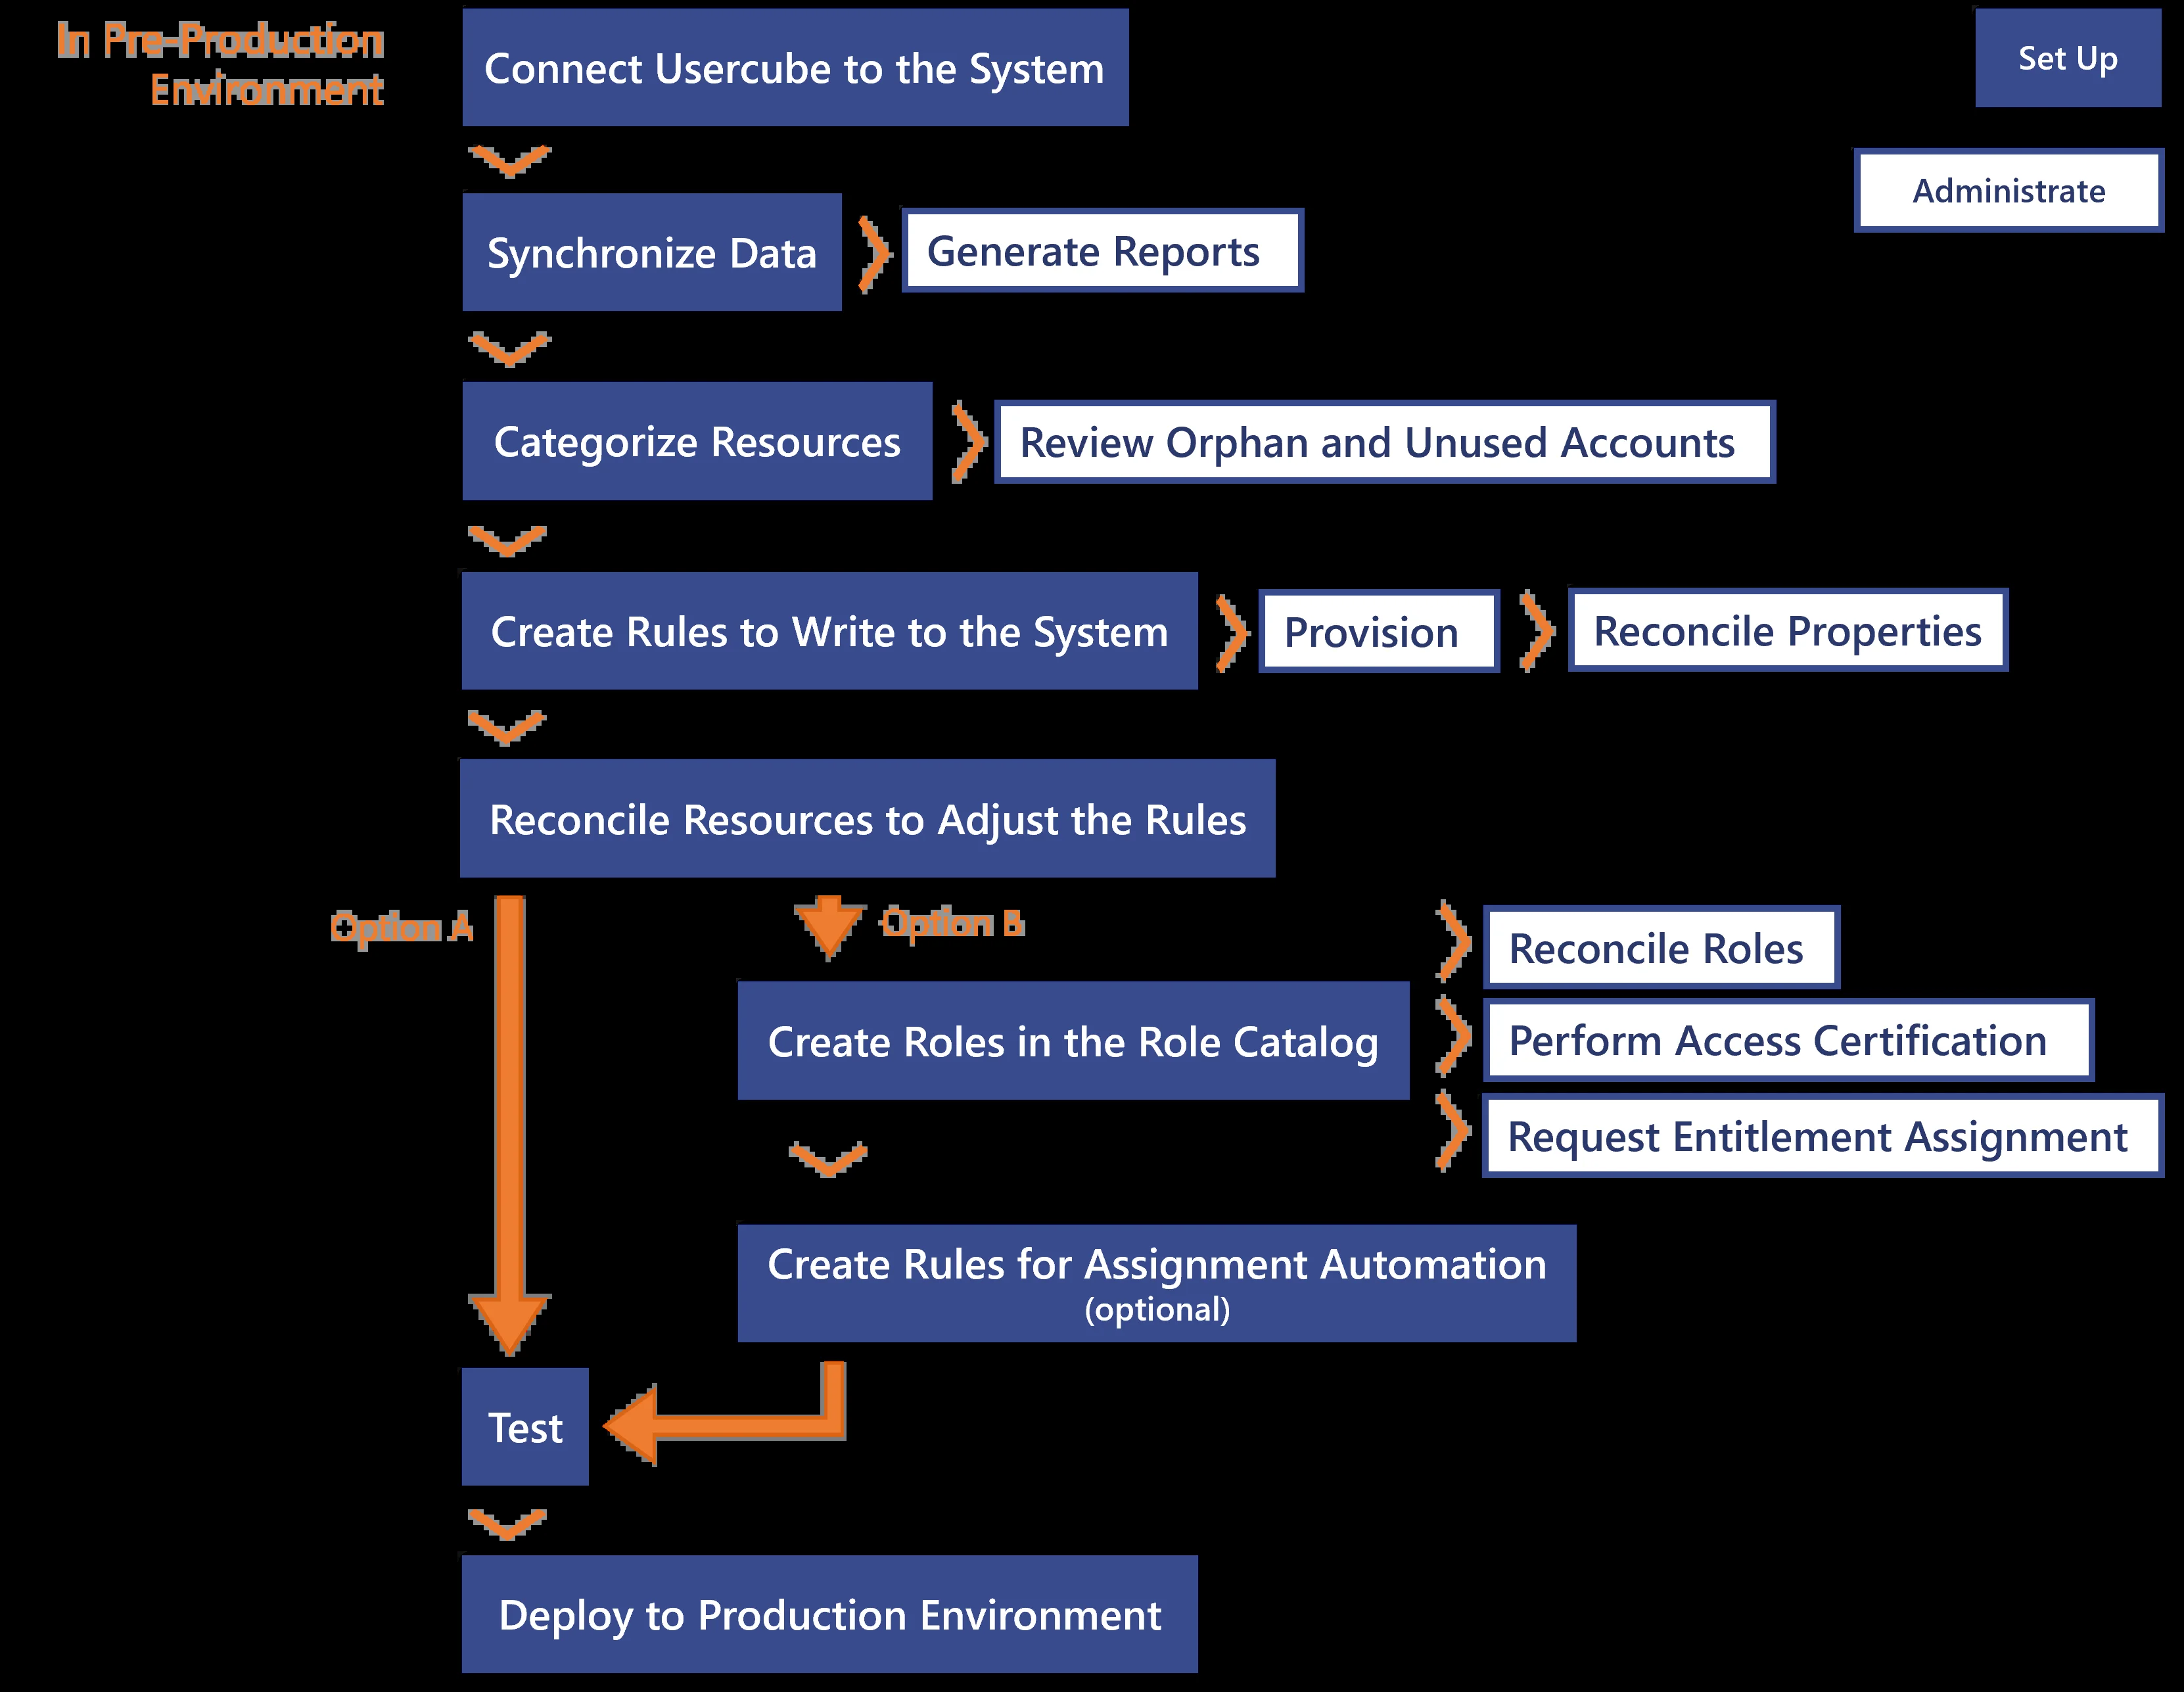 In Pre-Production
Environment
Connect Usercube to the System
Set Up
Administrate
Synchronize Data
Generate Reports
Categorize Resources
Review Orphan and Unused Accounts
Create Rules to Write to the System
Provision
Reconcile Properties
Reconcile Resources to Adjust the Rules
Option A
Option B
Reconcile Roles
Create Roles in the Role Catalog
Perform Access Certification
Request Entitlement Assignment
Create Rules for Assignment Automation
(optional)
Test
Deploy to Production Environment